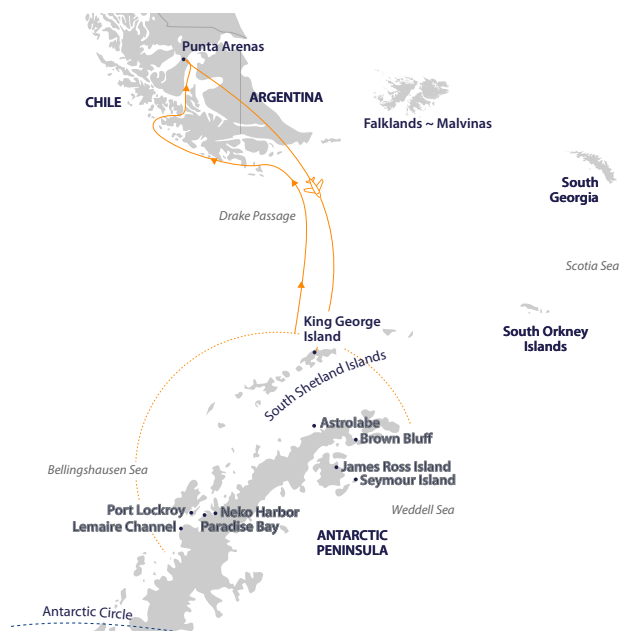 Punta Arenas
CHILE
ARGENTINA
Falklands ~ Malvinas
South
Georgia
Drake Passage
Scotia Sea
King George
Island
South Orkney
Islands
South Shetland Islands
Astrolabe
Brown Bluff
Bellingshausen Sea
James Ross Island
Seymour Island
Port Lockroy
Neko Harbor
Weddell Sea
Lemaire Channel
Paradise Bay
ANTARCTIC
PENINSULA
Antarctic Circle